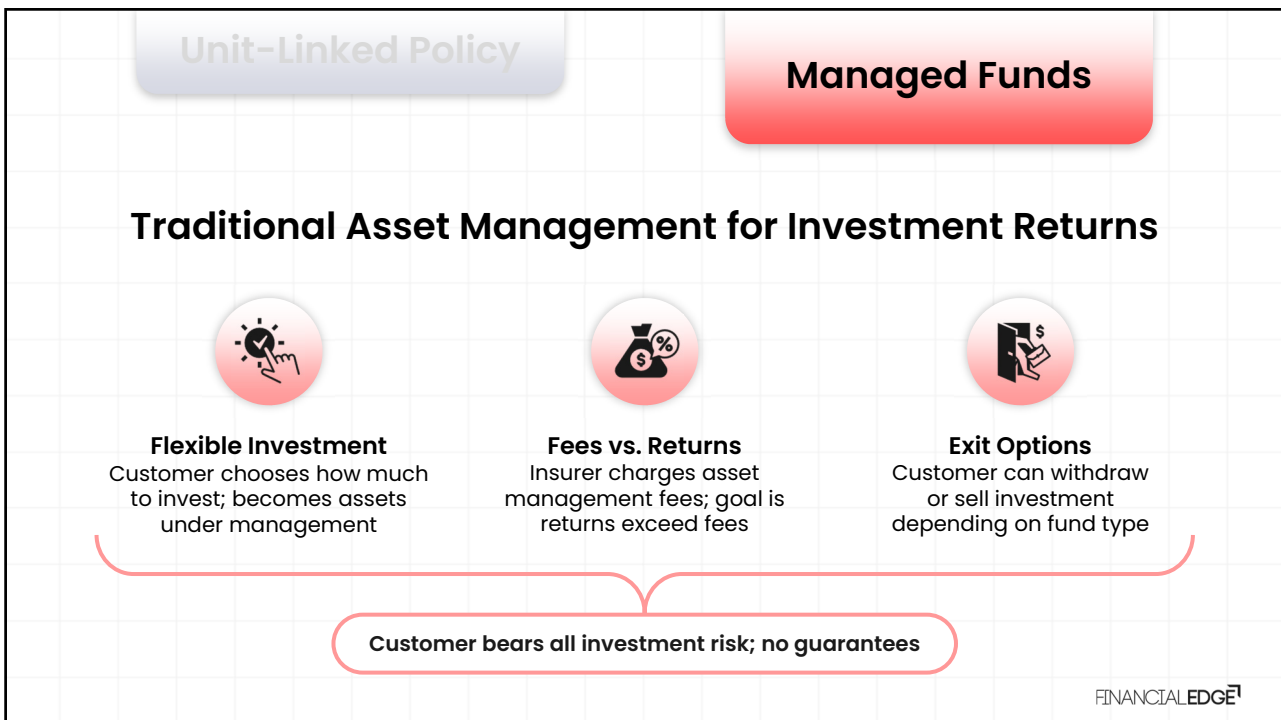 Unit-Linked Policy
Managed Funds
Traditional Asset Management for Investment Returns
$
%
$
Flexible Investment
Customer chooses how much
to invest; becomes assets
under management
Fees vs. Returns
Insurer charges asset
management fees; goal is
returns exceed fees
Exit Options
Customer can withdraw
or sell investment
depending on fund type
Customer bears all investment risk; no guarantees
FINANCIALEDGE